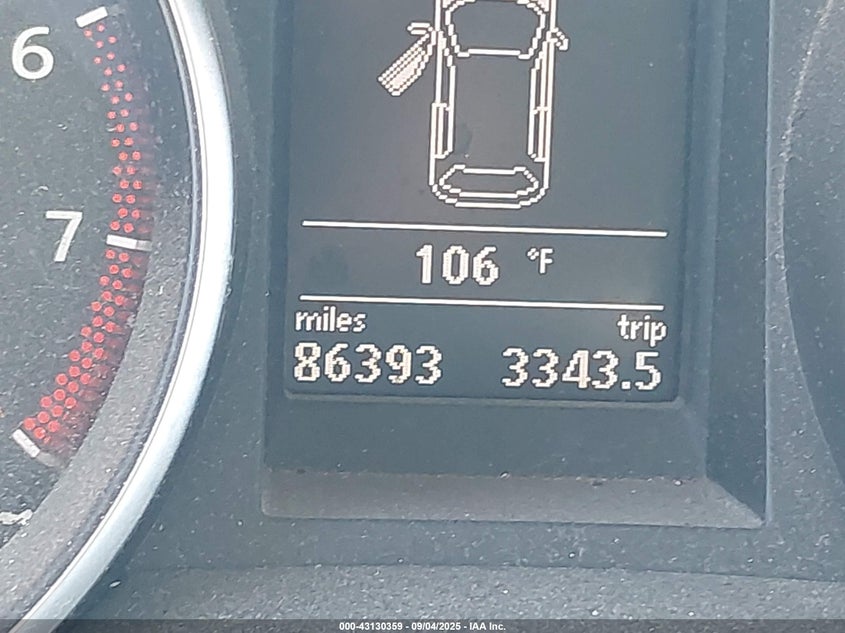 6
7
106 °F
miles trip
86393 3343.5
000-43130359 - 09/04/2025 - IAA Inc.